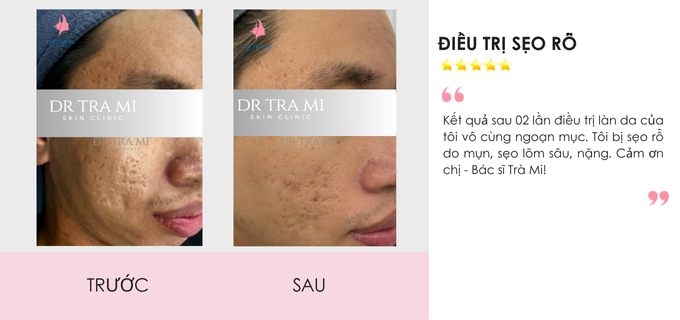 DR TRA MI
SKIN CLINIC
DR TRA MI
DR TRA MI
SKIN CLINIC
DR TRA MI
TRƯỚC
SAU
ĐIỀU TRỊ SẸO RỖ
“
Kết quả sau 02 lần điều trị làn da của
tôi vô cùng ngoạn mục. Tôi bị sẹo rỗ
do mụn, sẹo lõm sâu, nặng. Cảm ơn
chị - Bác sĩ Trà Mi!
”